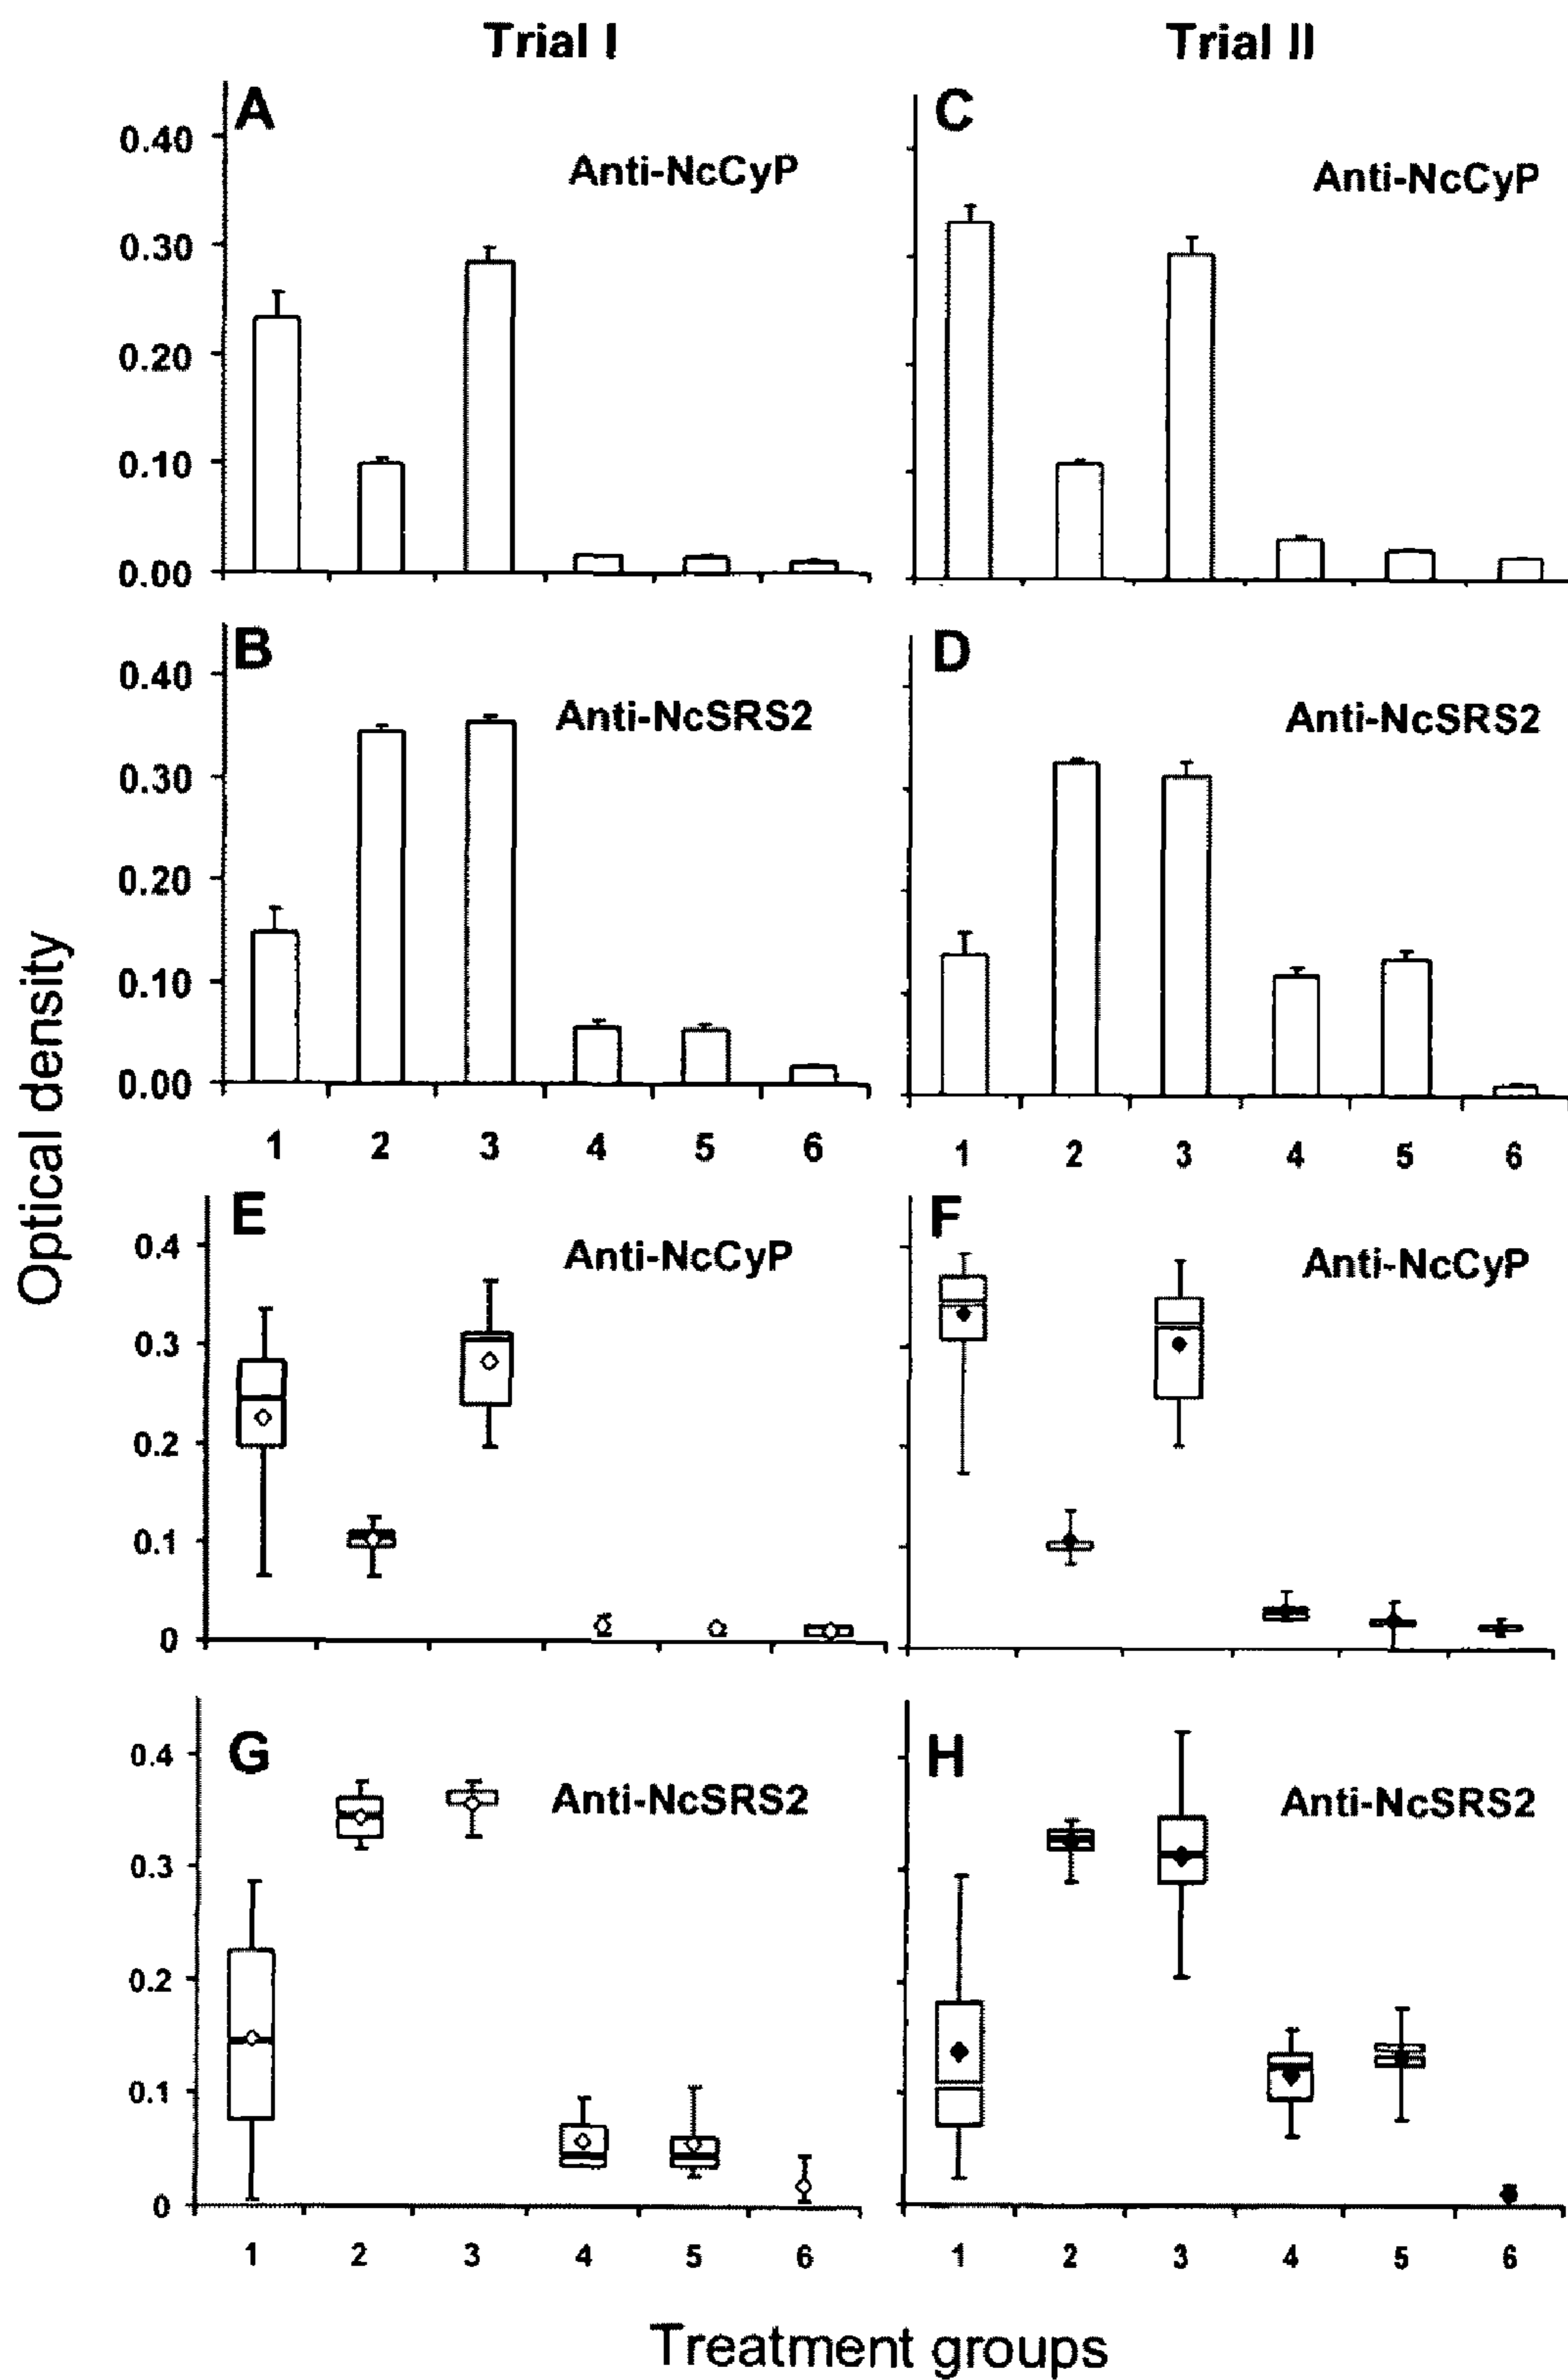 Trial I
Trial II
A
Anti-NcCyP
0.40
0.30
0.20
0.10
0.00
C
Anti-NcCyP
B
Anti-NcSRS2
0.40
0.30
0.20
0.10
0.00
1 2 3 4 5 6
D
Anti-NcSRS2
1 2 3 4 5 6
Optical density
E
Anti-NcCyP
0.4
0.3
0.2
0.1
0
F
Anti-NcCyP
G
Anti-NcSRS2
0.4
0.3
0.2
0.1
0
1 2 3 4 5 6
H
Anti-NcSRS2
1 2 3 4 5 6
Treatment groups